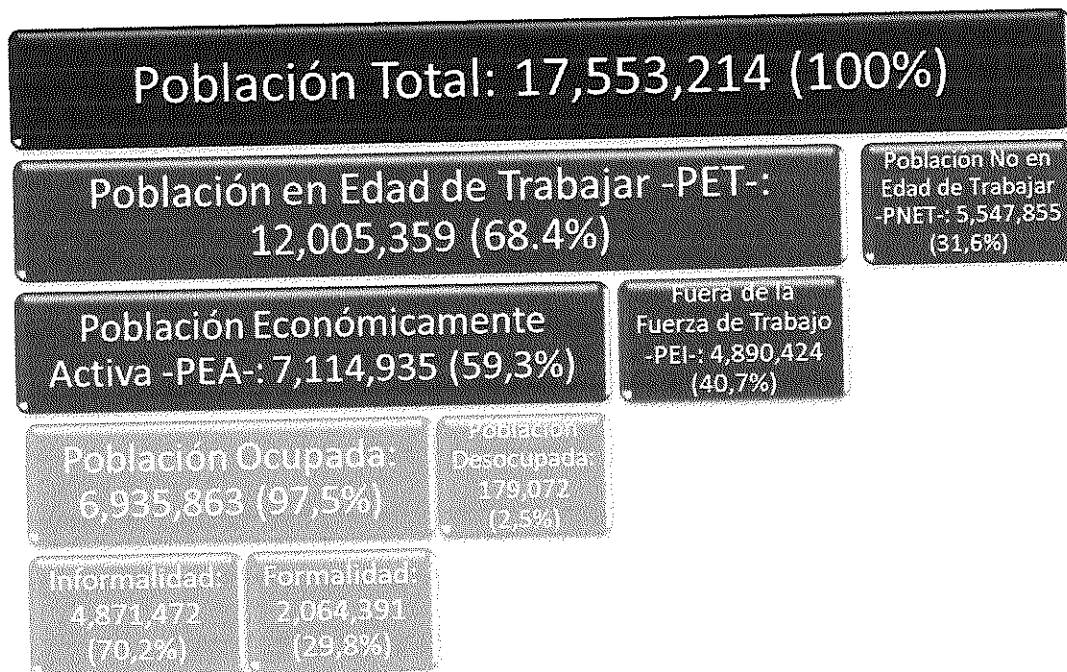 Población Total: 17,553,214 (100%)
Población en Edad de Trabajar -PET-:
12,005,359 (68.4%)
Población No en
Edad de Trabajar
-PNET-: 5,547,855
(31,6%)
Población Económicamente
Activa -PEA-: 7,114,935 (59,3%)
Fuera de la
Fuerza de Trabajo
-PEI-: 4,890,424
(40,7%)
Población Ocupada:
6,935,863 (97,5%)
Población
Desocupada:
179,072
(2,5%)
Informalidad:
4,871,472
(70,2%)
Formalidad:
2,064,391
(29,8%)